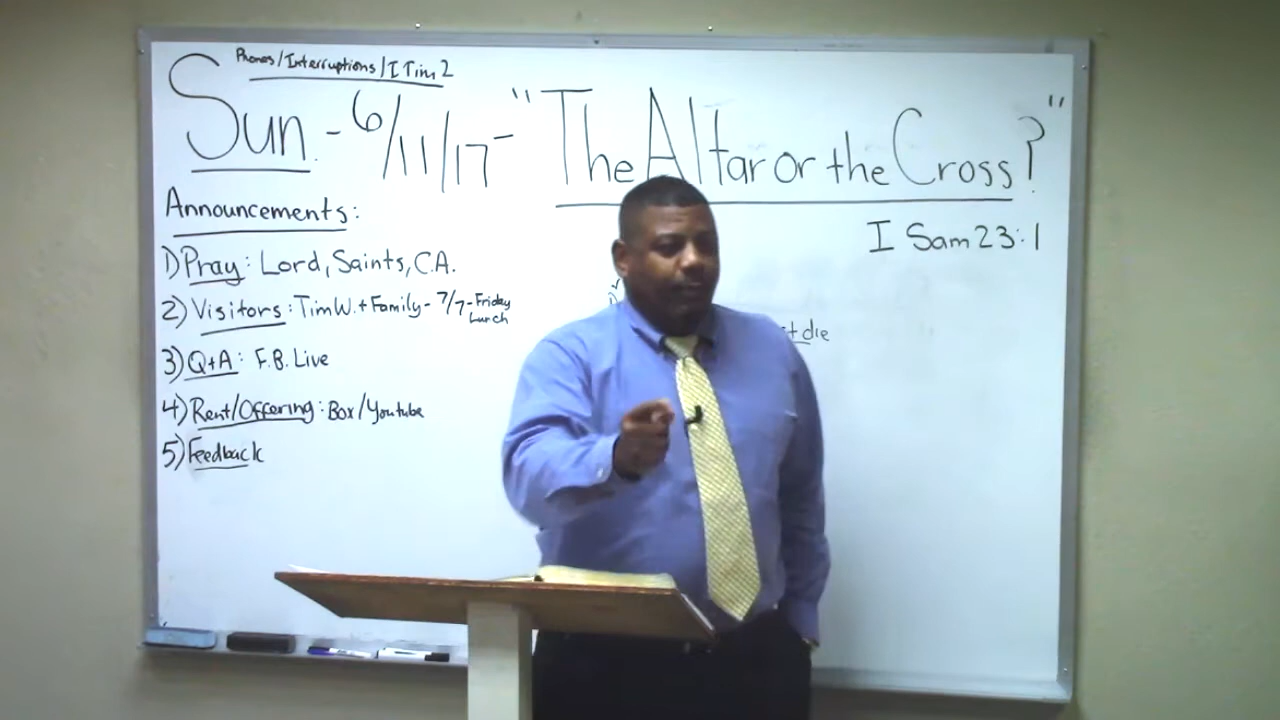 Phones/Interruptions/I Tim 2
Sun. - 6/11/17 - "The Altar or the Cross?"
I Sam 23:1
Announcements:
1) Pray: Lord, Saints, C.A.
2) Visitors: Tim W. + Family - 7/7 - Friday
Lunch
3) Q+A: F.B. Live
4) Rent/Offering: Box/Youtube
5) Feedback
die